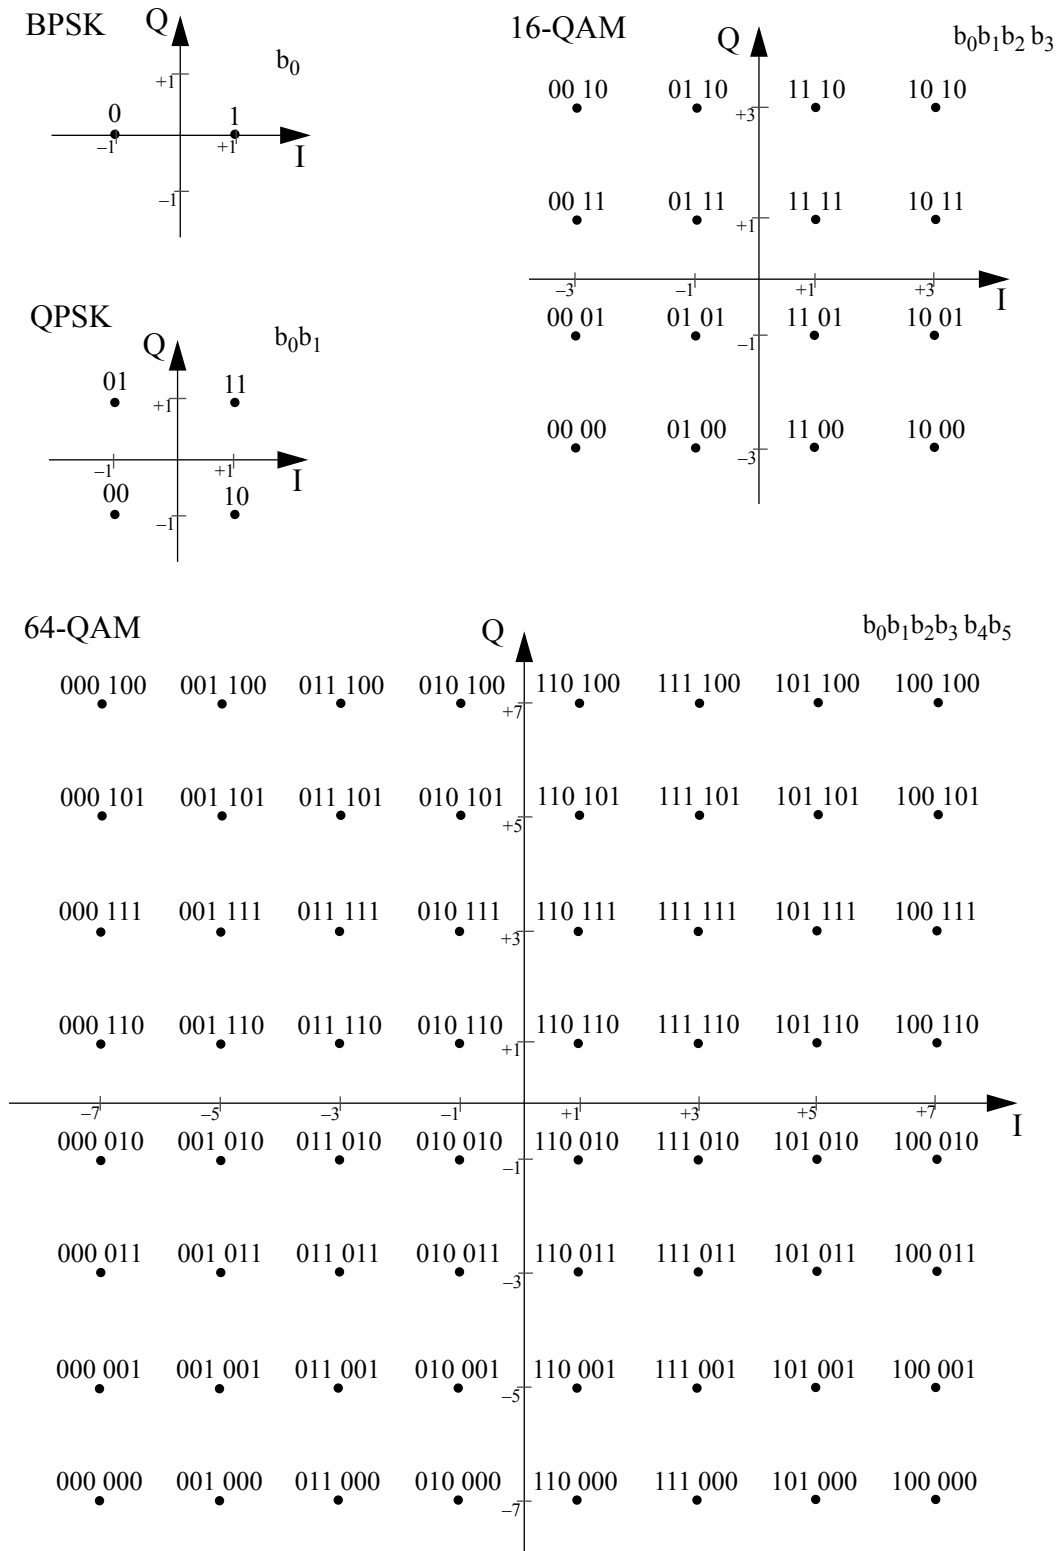 BPSK
Q
b0
+1
0 1
–1 +1
I
–1
QPSK
Q
b0b1
01 11
+1
–1 +1
I
00 10
–1
16-QAM
Q
b0b1b2 b3
00 10 01 10 11 10 10 10
+3
00 11 01 11 11 11 10 11
+1
–3 –1 +1 +3
I
00 01 01 01 11 01 10 01
–1
00 00 01 00 11 00 10 00
–3
64-QAM
Q
b0b1b2b3 b4b5
000 100 001 100 011 100 010 100 110 100 111 100 101 100 100 100
+7
000 101 001 101 011 101 010 101 110 101 111 101 101 101 100 101
+5
000 111 001 111 011 111 010 111 110 111 111 111 101 111 100 111
+3
000 110 001 110 011 110 010 110 110 110 111 110 101 110 100 110
+1
–7 –5 –3 –1 +1 +3 +5 +7
I
000 010 001 010 011 010 010 010 110 010 111 010 101 010 100 010
–1
000 011 001 011 011 011 010 011 110 011 111 011 101 011 100 011
–3
000 001 001 001 011 001 010 001 110 001 111 001 101 001 100 001
–5
000 000 001 000 011 000 010 000 110 000 111 000 101 000 100 000
–7